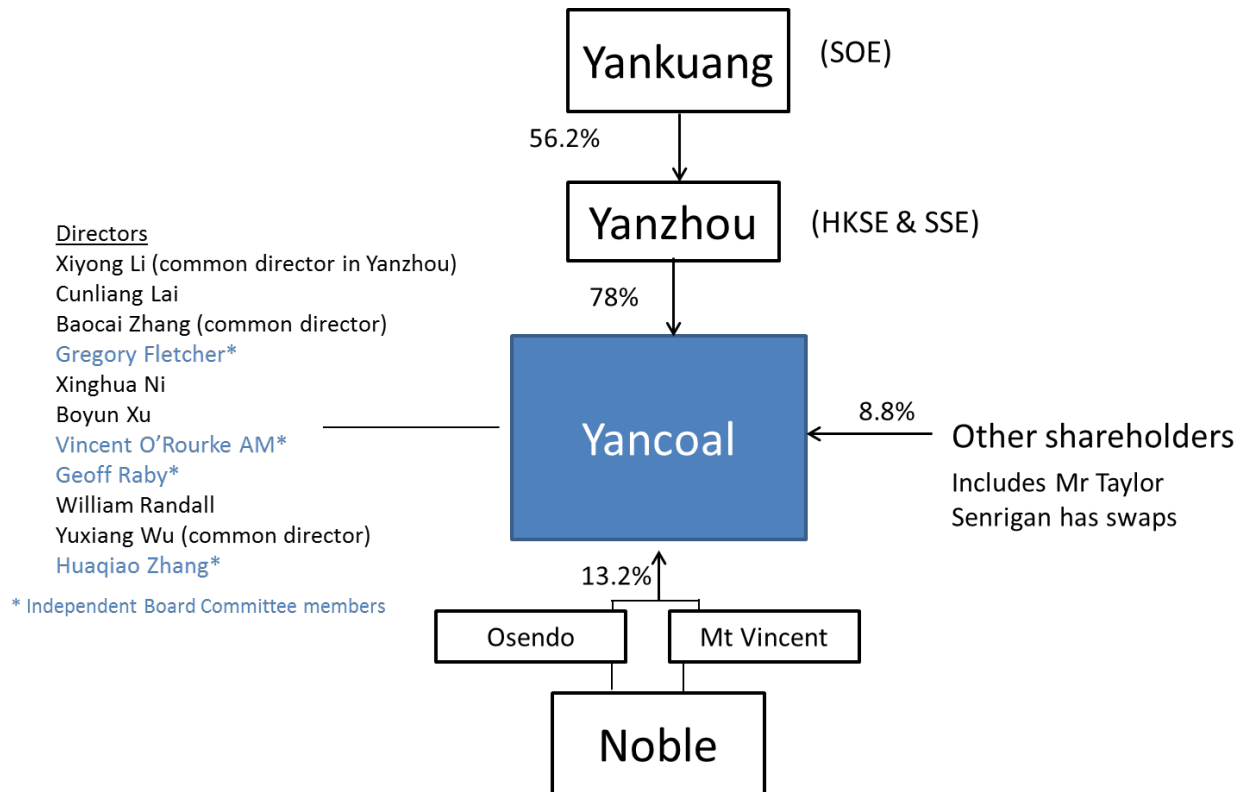 Yankuang
(SOE)
56.2%
Yanzhou
(HKSE & SSE)
78%
Directors
Xiyong Li (common director in Yanzhou)
Cunliang Lai
Baocai Zhang (common director)
Gregory Fletcher*
Xinghua Ni
Boyun Xu
Vincent O’Rourke AM*
Geoff Raby*
William Randall
Yuxiang Wu (common director)
Huaqiao Zhang*
* Independent Board Committee members
Yancoal
8.8%
Other shareholders
Includes Mr Taylor
Senrigan has swaps
13.2%
Osendo
Mt Vincent
Noble